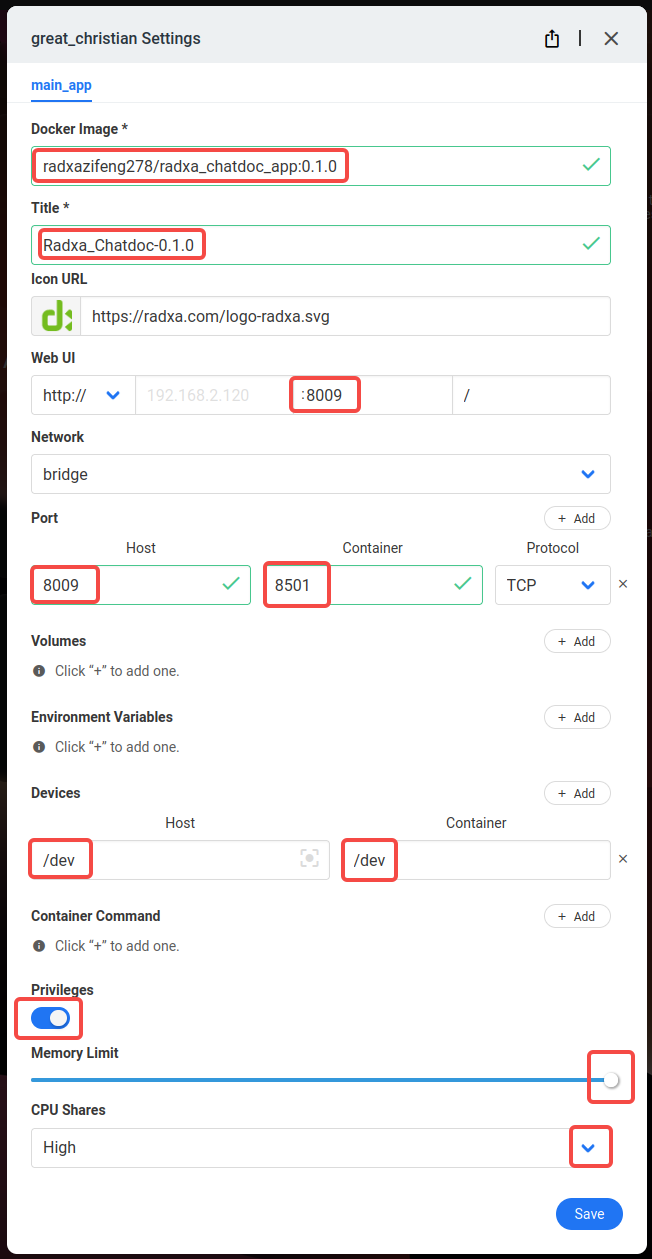 great_christian Settings
main_app
Docker Image *
radxazifeng278/radxa_chatdoc_app:0.1.0
Title *
Radxa_Chatdoc-0.1.0
Icon URL
https://radxa.com/logo-radxa.svg
Web UI
http:// 192.168.2.120 :8009 /
Network
bridge
Port + Add
Host Container Protocol
8009 8501 TCP ×
Volumes + Add
Click “+” to add one.
Environment Variables + Add
Click “+” to add one.
Devices + Add
Host Container
/dev /dev ×
Container Command + Add
Click “+” to add one.
Privileges
Memory Limit
CPU Shares
High
Save